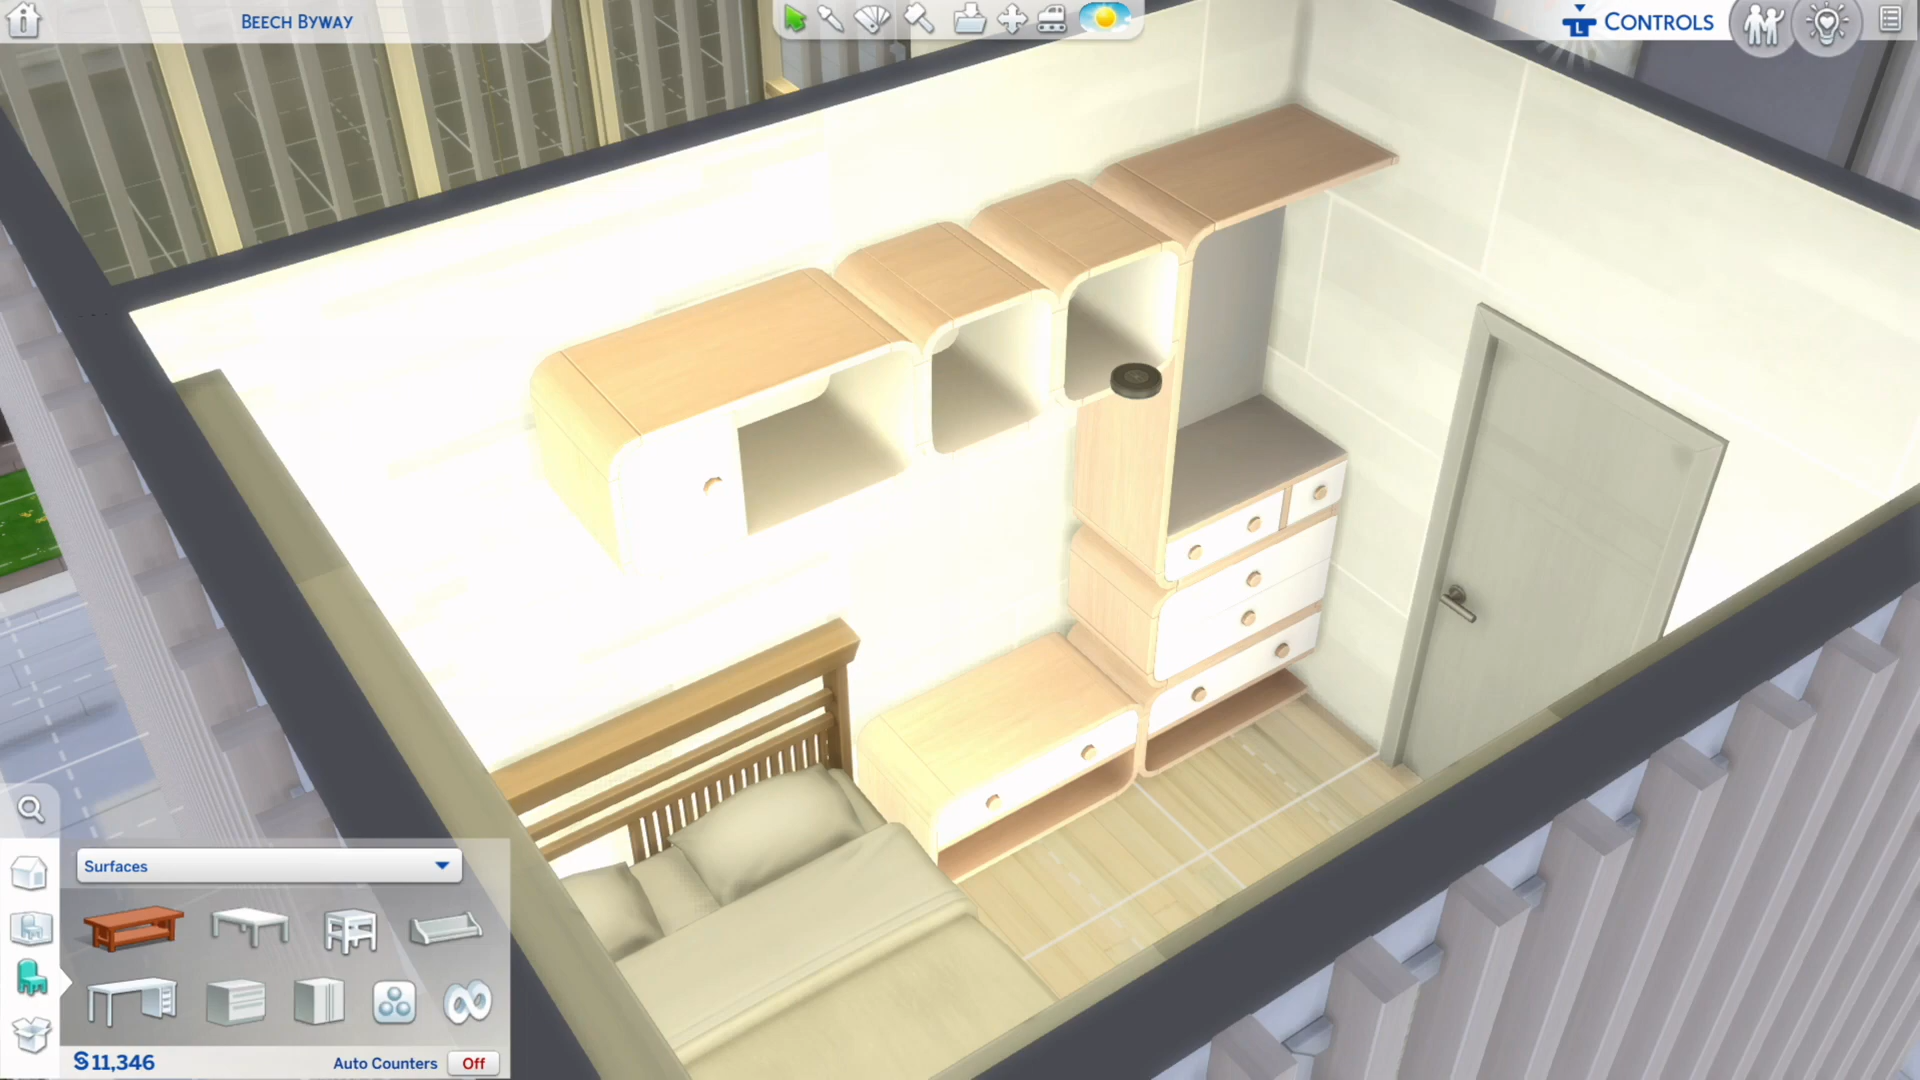 BEECH BYWAY
L CONTROLS
Surfaces
§11,346
Auto Counters Off